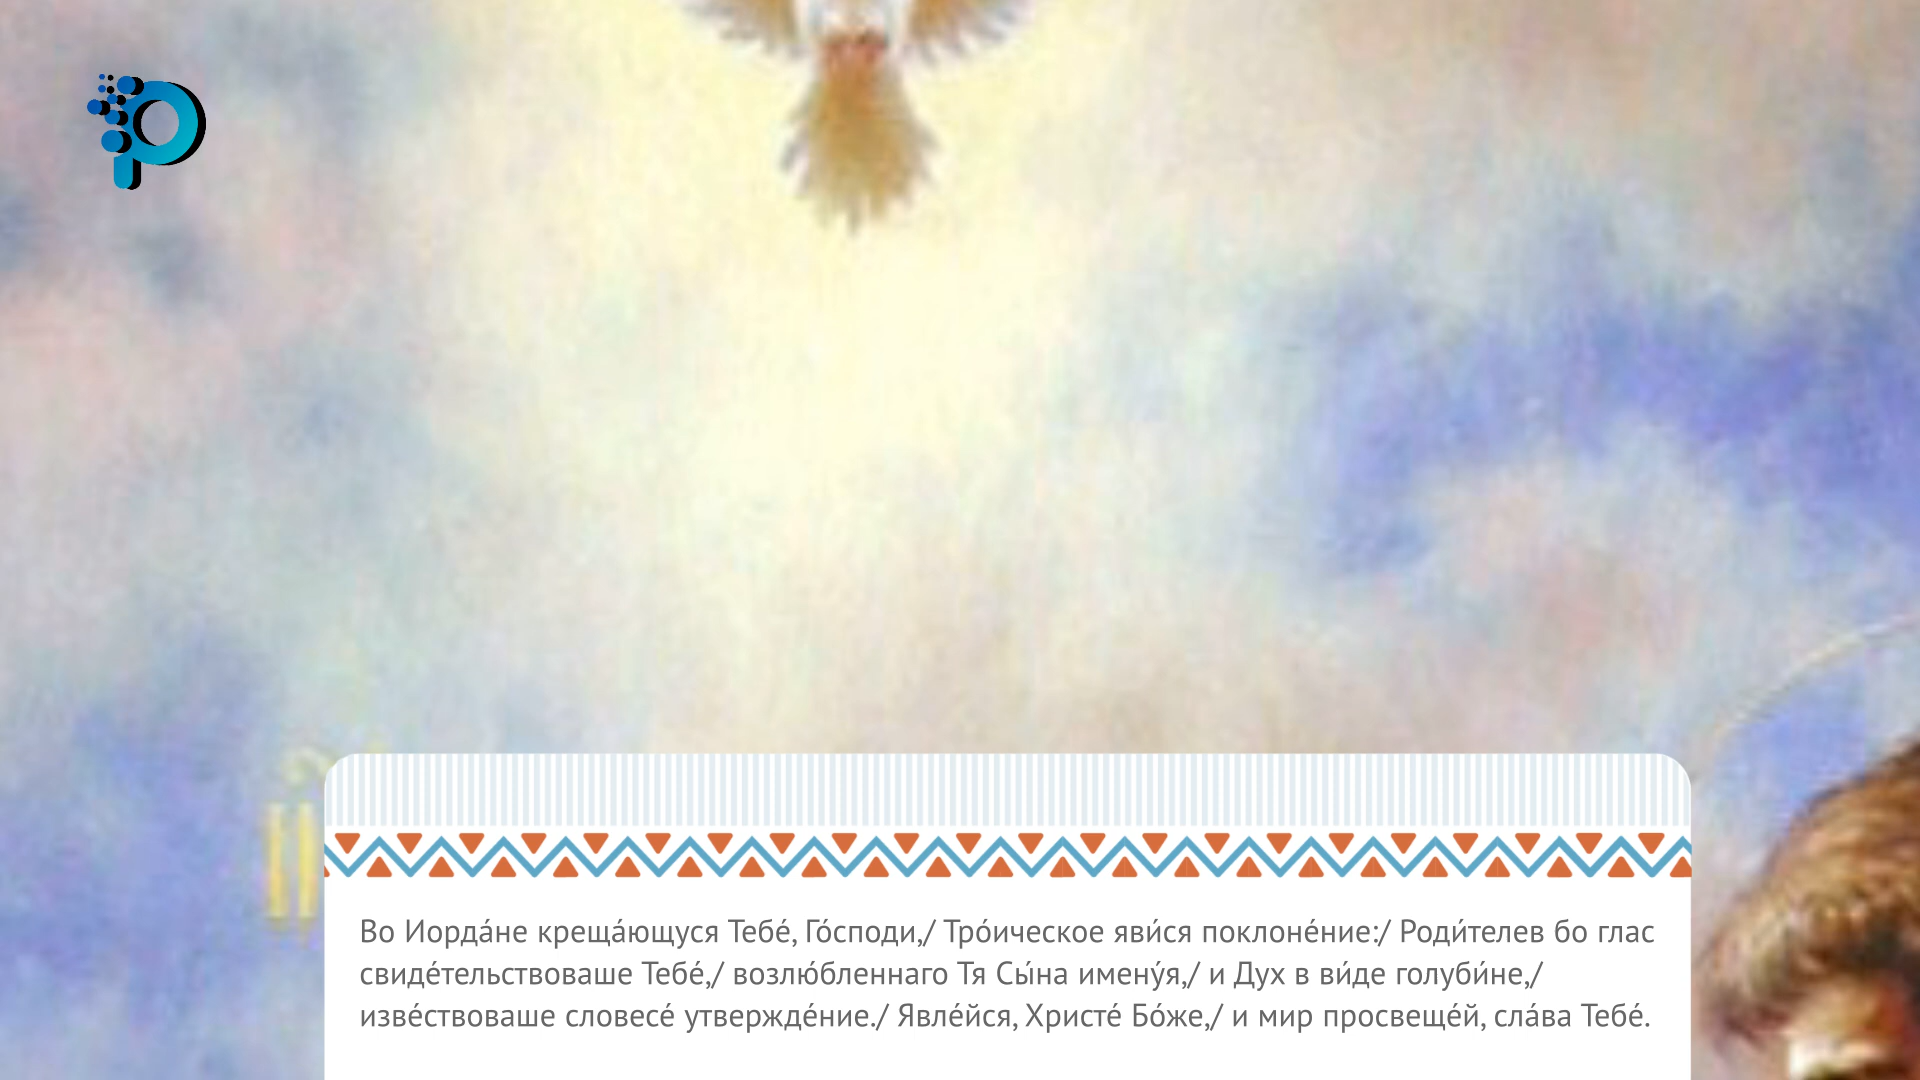 Во Иорда́не креща́ющуся Тебе́, Го́споди,/ Тро́ическое яви́ся поклоне́ние:/ Роди́телев бо глас
свиде́тельствоваше Тебе́,/ возлю́бленнаго Тя Сы́на имену́я,/ и Дух в ви́де голуби́не,/
изве́ствоваше словесе́ утвержде́ние./ Явле́йся, Христе́ Бо́же,/ и мир просвеще́й, сла́ва Тебе́.